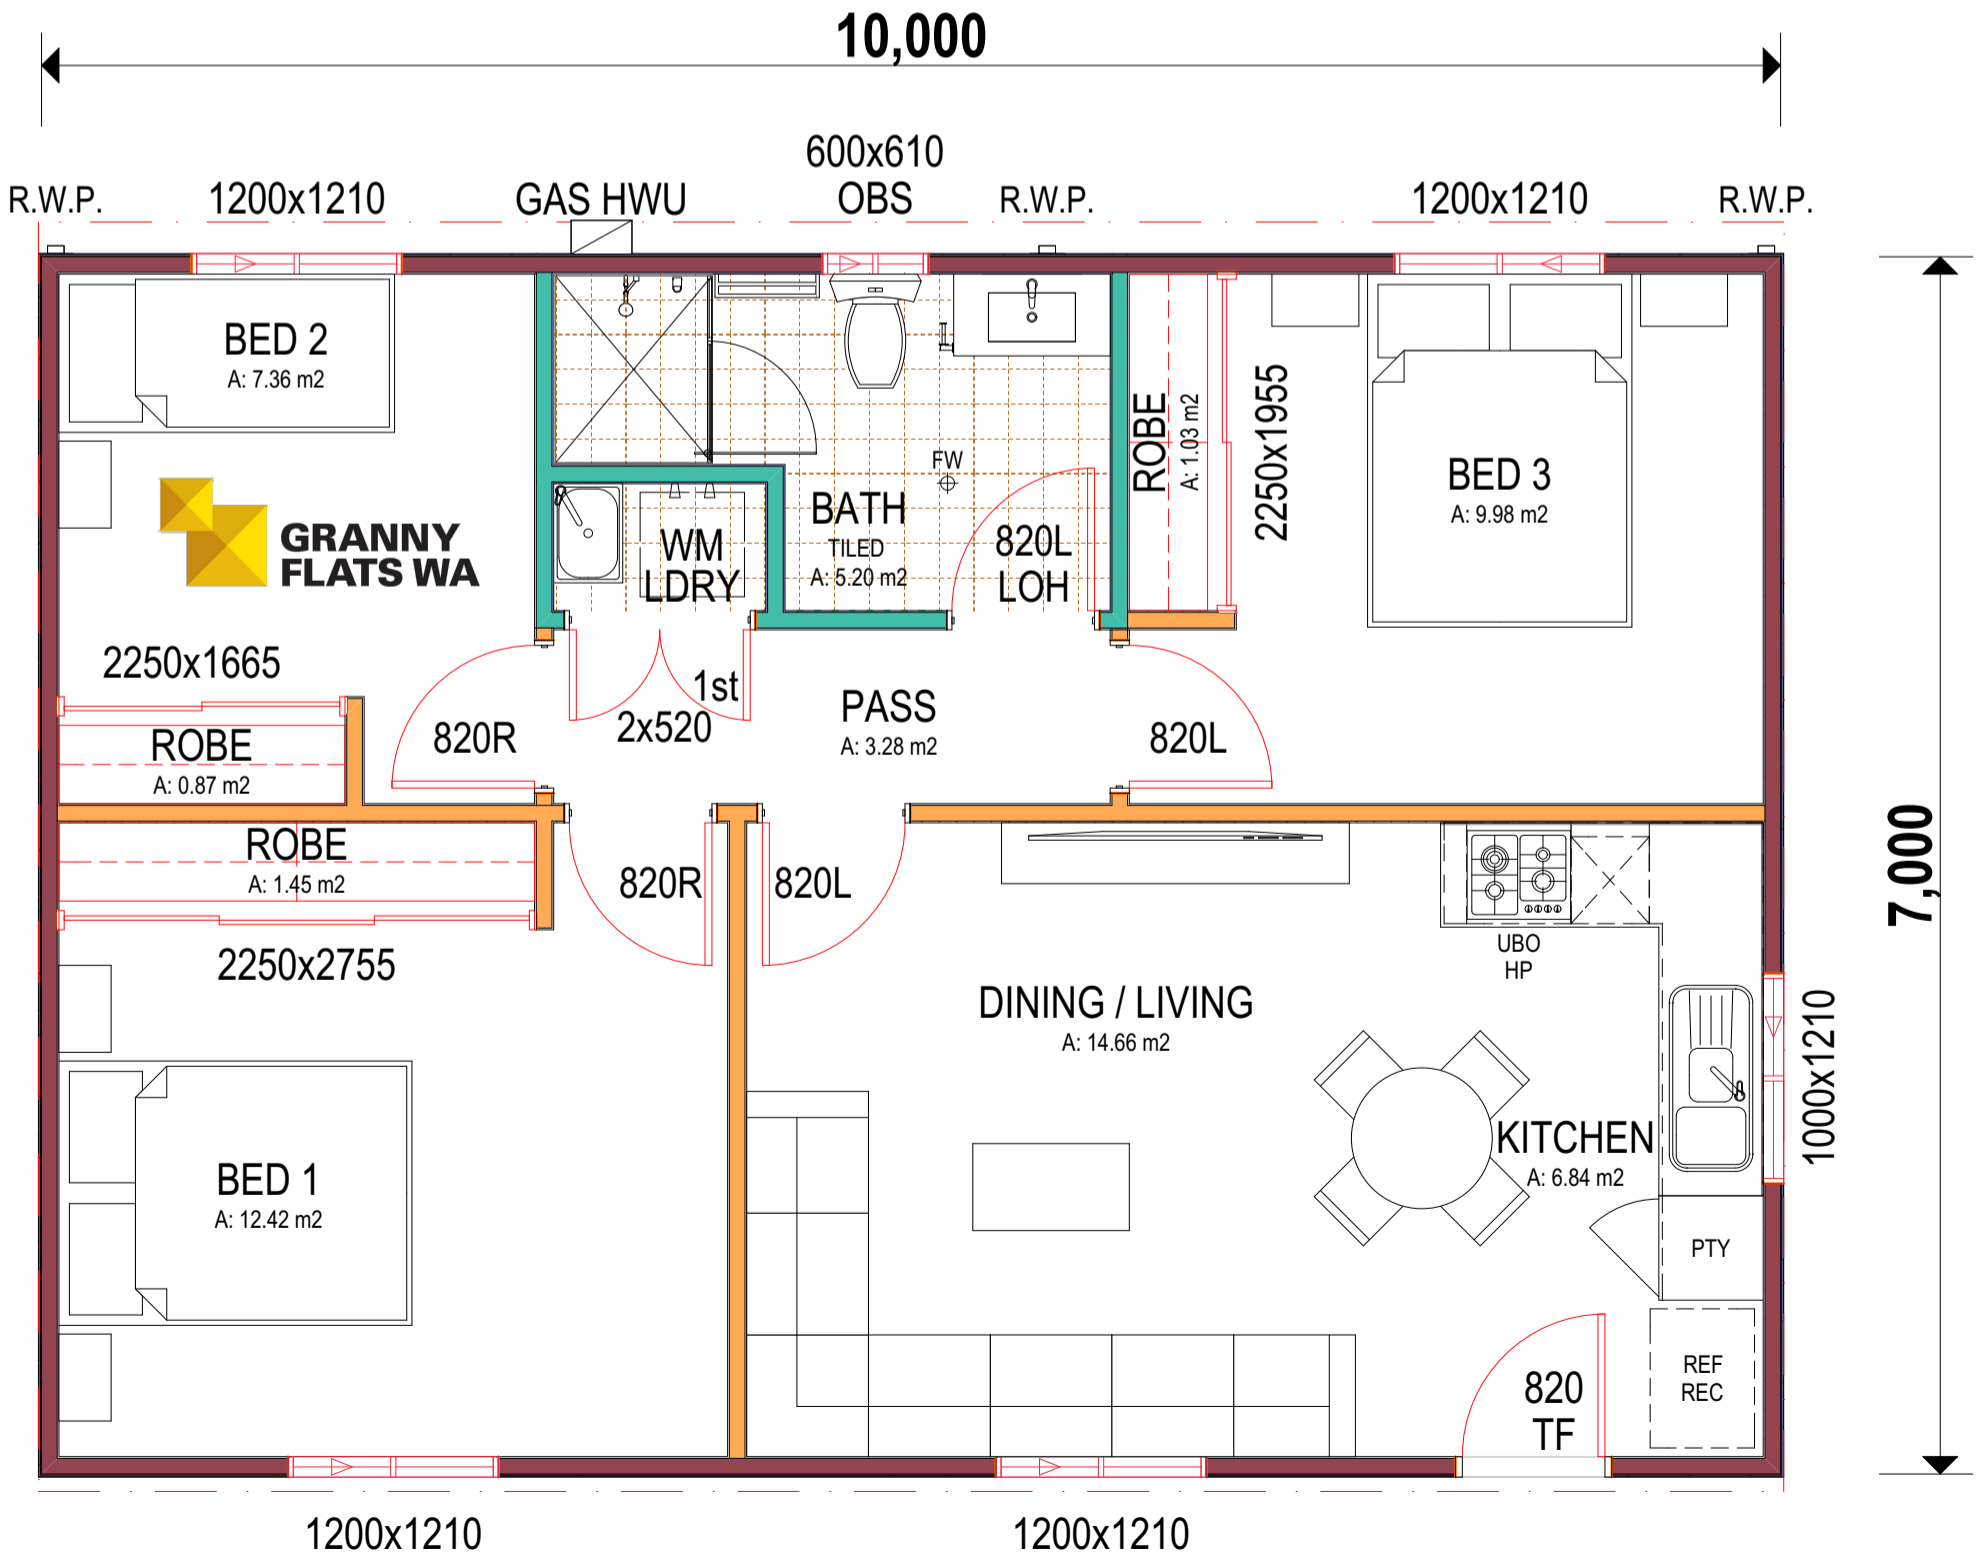 10,000
600x610
R.W.P.
1200x1210
GAS HWU
OBS
R.W.P.
1200x1210
R.W.P.
BED 2
A: 7.36 m2
GRANNY
FLATS WA
2250x1665
ROBE
A: 0.87 m2
820R
WM
LDRY
1st
2x520
FW
BATH
TILED
A: 5.20 m2
820L
LOH
PASS
A: 3.28 m2
820L
ROBE
A: 1.03 m2
2250x1955
BED 3
A: 9.98 m2
7,000
ROBE
A: 1.45 m2
2250x2755
820R
820L
BED 1
A: 12.42 m2
DINING / LIVING
A: 14.66 m2
UBO
HP
KITCHEN
A: 6.84 m2
1000x1210
PTY
REF
REC
820
TF
1200x1210
1200x1210